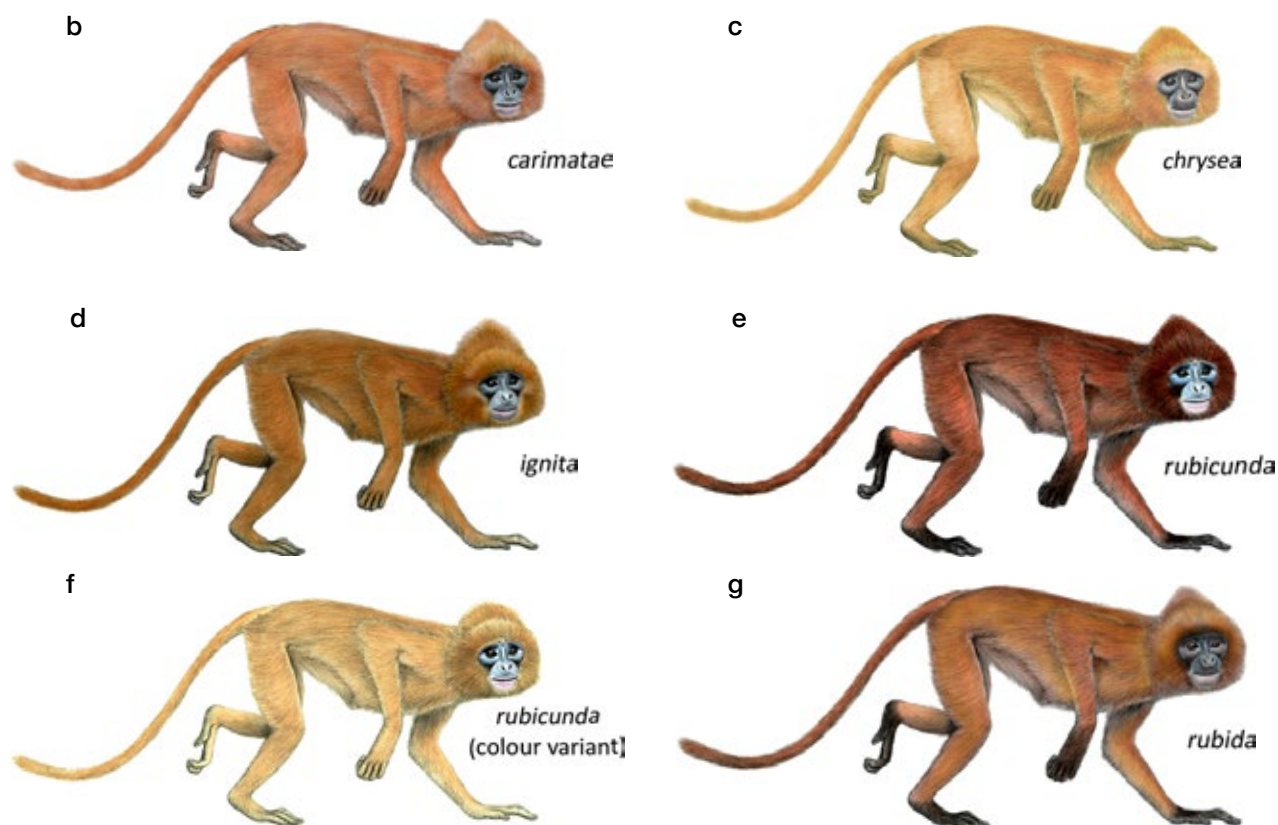 b
c
carimatae
chrysea
d
e
ignita
rubicunda
f
g
rubicunda
(colour variant)
rubida